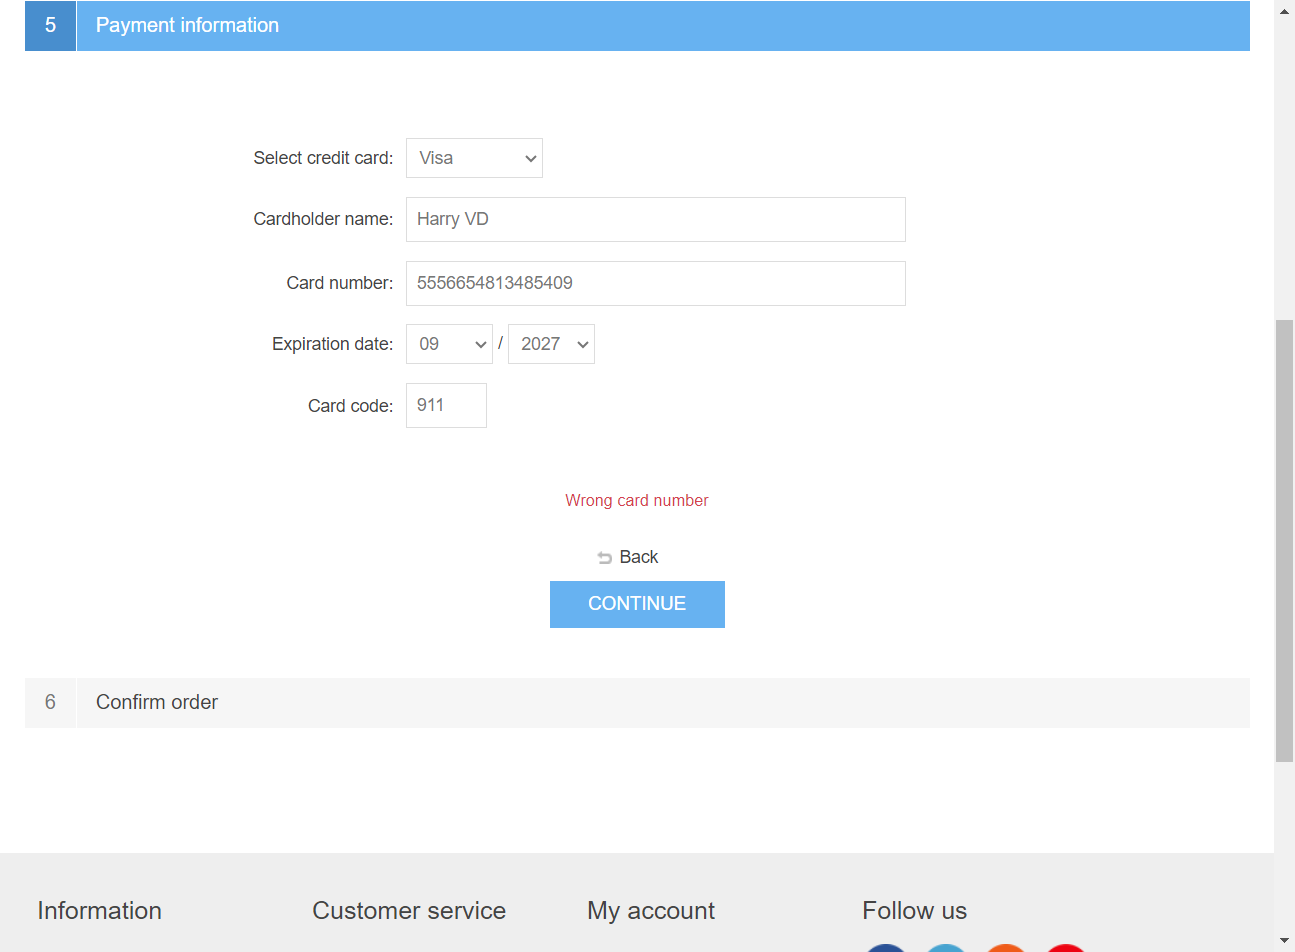 5 Payment information
Select credit card: Visa
Cardholder name: Harry VD
Card number: 5556654813485409
Expiration date: 09 / 2027
Card code: 911
Wrong card number
Back
CONTINUE
6 Confirm order
Information Customer service My account Follow us